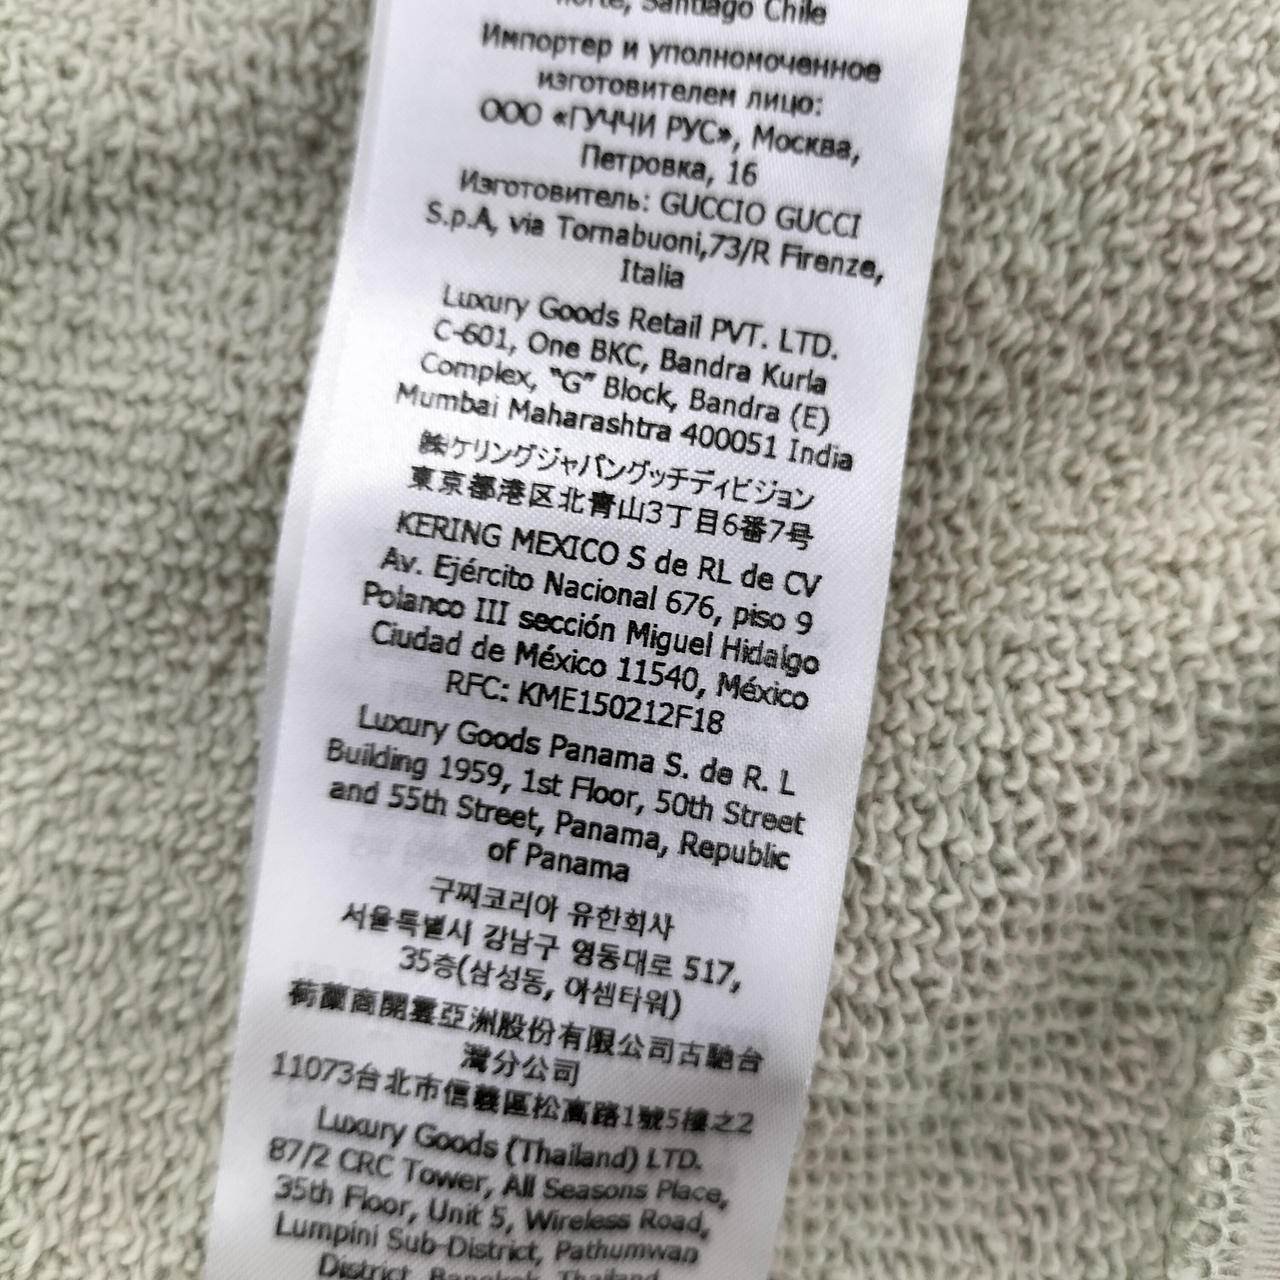 norte, Santiago Chile
Импортер и уполномоченное
изготовителем лицо:
ООО «ГУЧЧИ РУС», Москва,
Петровка, 16
Изготовитель: GUCCIO GUCCI
S.p.A, via Tornabuoni,73/R Firenze,
Italia
Luxury Goods Retail PVT. LTD.
C-601, One BKC, Bandra Kurla
Complex, "G" Block, Bandra (E)
Mumbai Maharashtra 400051 India
㈱ケリングジャパングッチディビジョン
東京都港区北青山3丁目6番7号
KERING MEXICO S de RL de CV
Av. Ejército Nacional 676, piso 9
Polanco III sección Miguel Hidalgo
Ciudad de México 11540, México
RFC: KME150212F18
Luxury Goods Panama S. de R. L
Building 1959, 1st Floor, 50th Street
and 55th Street, Panama, Republic
of Panama
구찌코리아 유한회사
서울특별시 강남구 영동대로 517,
35층(삼성동, 아셈타워)
荷蘭商開雲亞洲股份有限公司古馳台
灣分公司
11073台北市信義區松高路1號5樓之2
Luxury Goods (Thailand) LTD.
87/2 CRC Tower, All Seasons Place,
35th Floor, Unit 5, Wireless Road,
Lumpini Sub-District, Pathumwan
District, Bangkok, Thailand